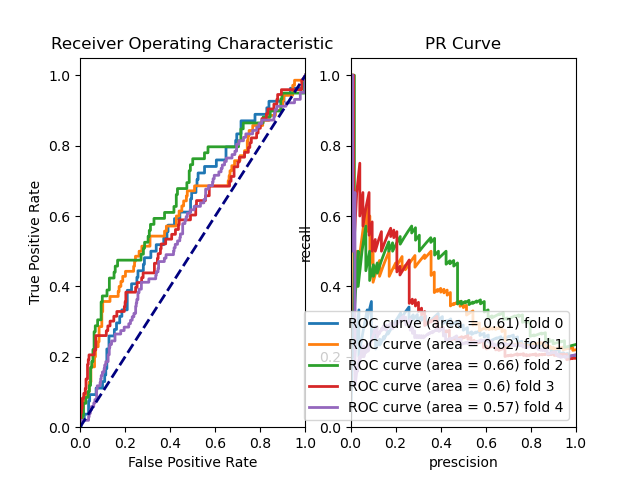 Receiver Operating Characteristic
PR Curve
1.0
0.8
0.6
0.4
0.2
0.0
True Positive Rate
0.0 0.2 0.4 0.6 0.8 1.0
False Positive Rate
1.0
0.8
0.6
0.4
0.2
0.0
recall
0.0 0.2 0.4 0.6 0.8 1.0
prescision
ROC curve (area = 0.61) fold 0
ROC curve (area = 0.62) fold 1
ROC curve (area = 0.66) fold 2
ROC curve (area = 0.6) fold 3
ROC curve (area = 0.57) fold 4